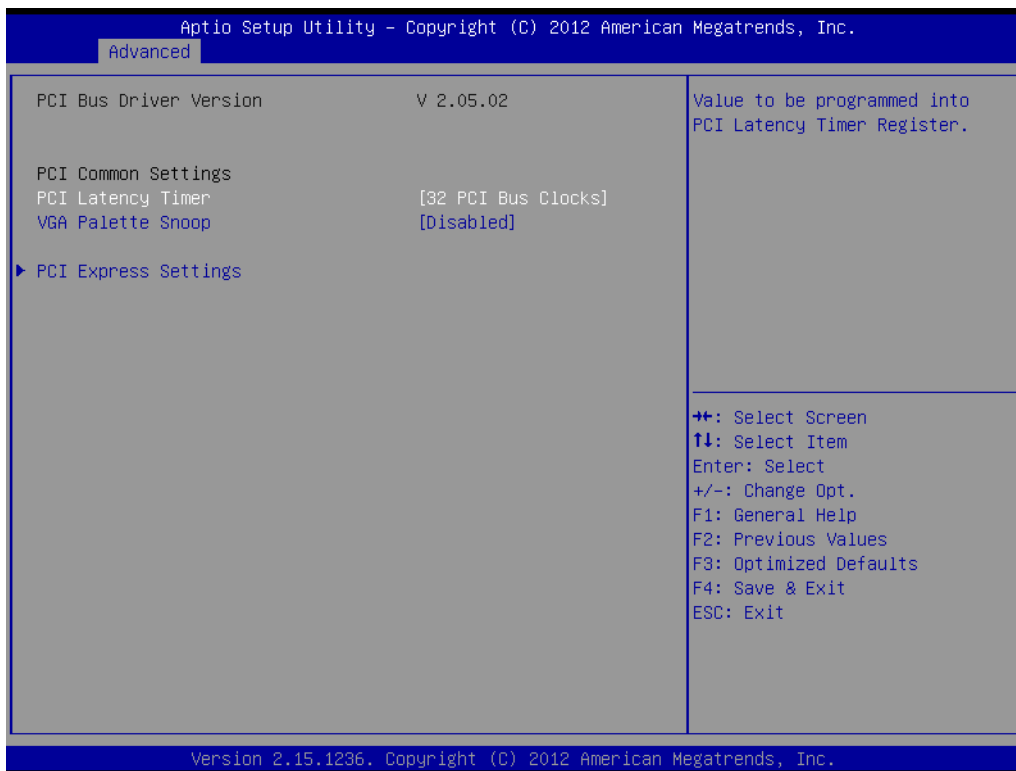 Aptio Setup Utility – Copyright (C) 2012 American Megatrends, Inc.
Advanced
PCI Bus Driver Version V 2.05.02
PCI Common Settings
PCI Latency Timer [32 PCI Bus Clocks]
VGA Palette Snoop [Disabled]
▶ PCI Express Settings
Value to be programmed into
PCI Latency Timer Register.
→←: Select Screen
↑↓: Select Item
Enter: Select
+/-: Change Opt.
F1: General Help
F2: Previous Values
F3: Optimized Defaults
F4: Save & Exit
ESC: Exit
Version 2.15.1236. Copyright (C) 2012 American Megatrends, Inc.